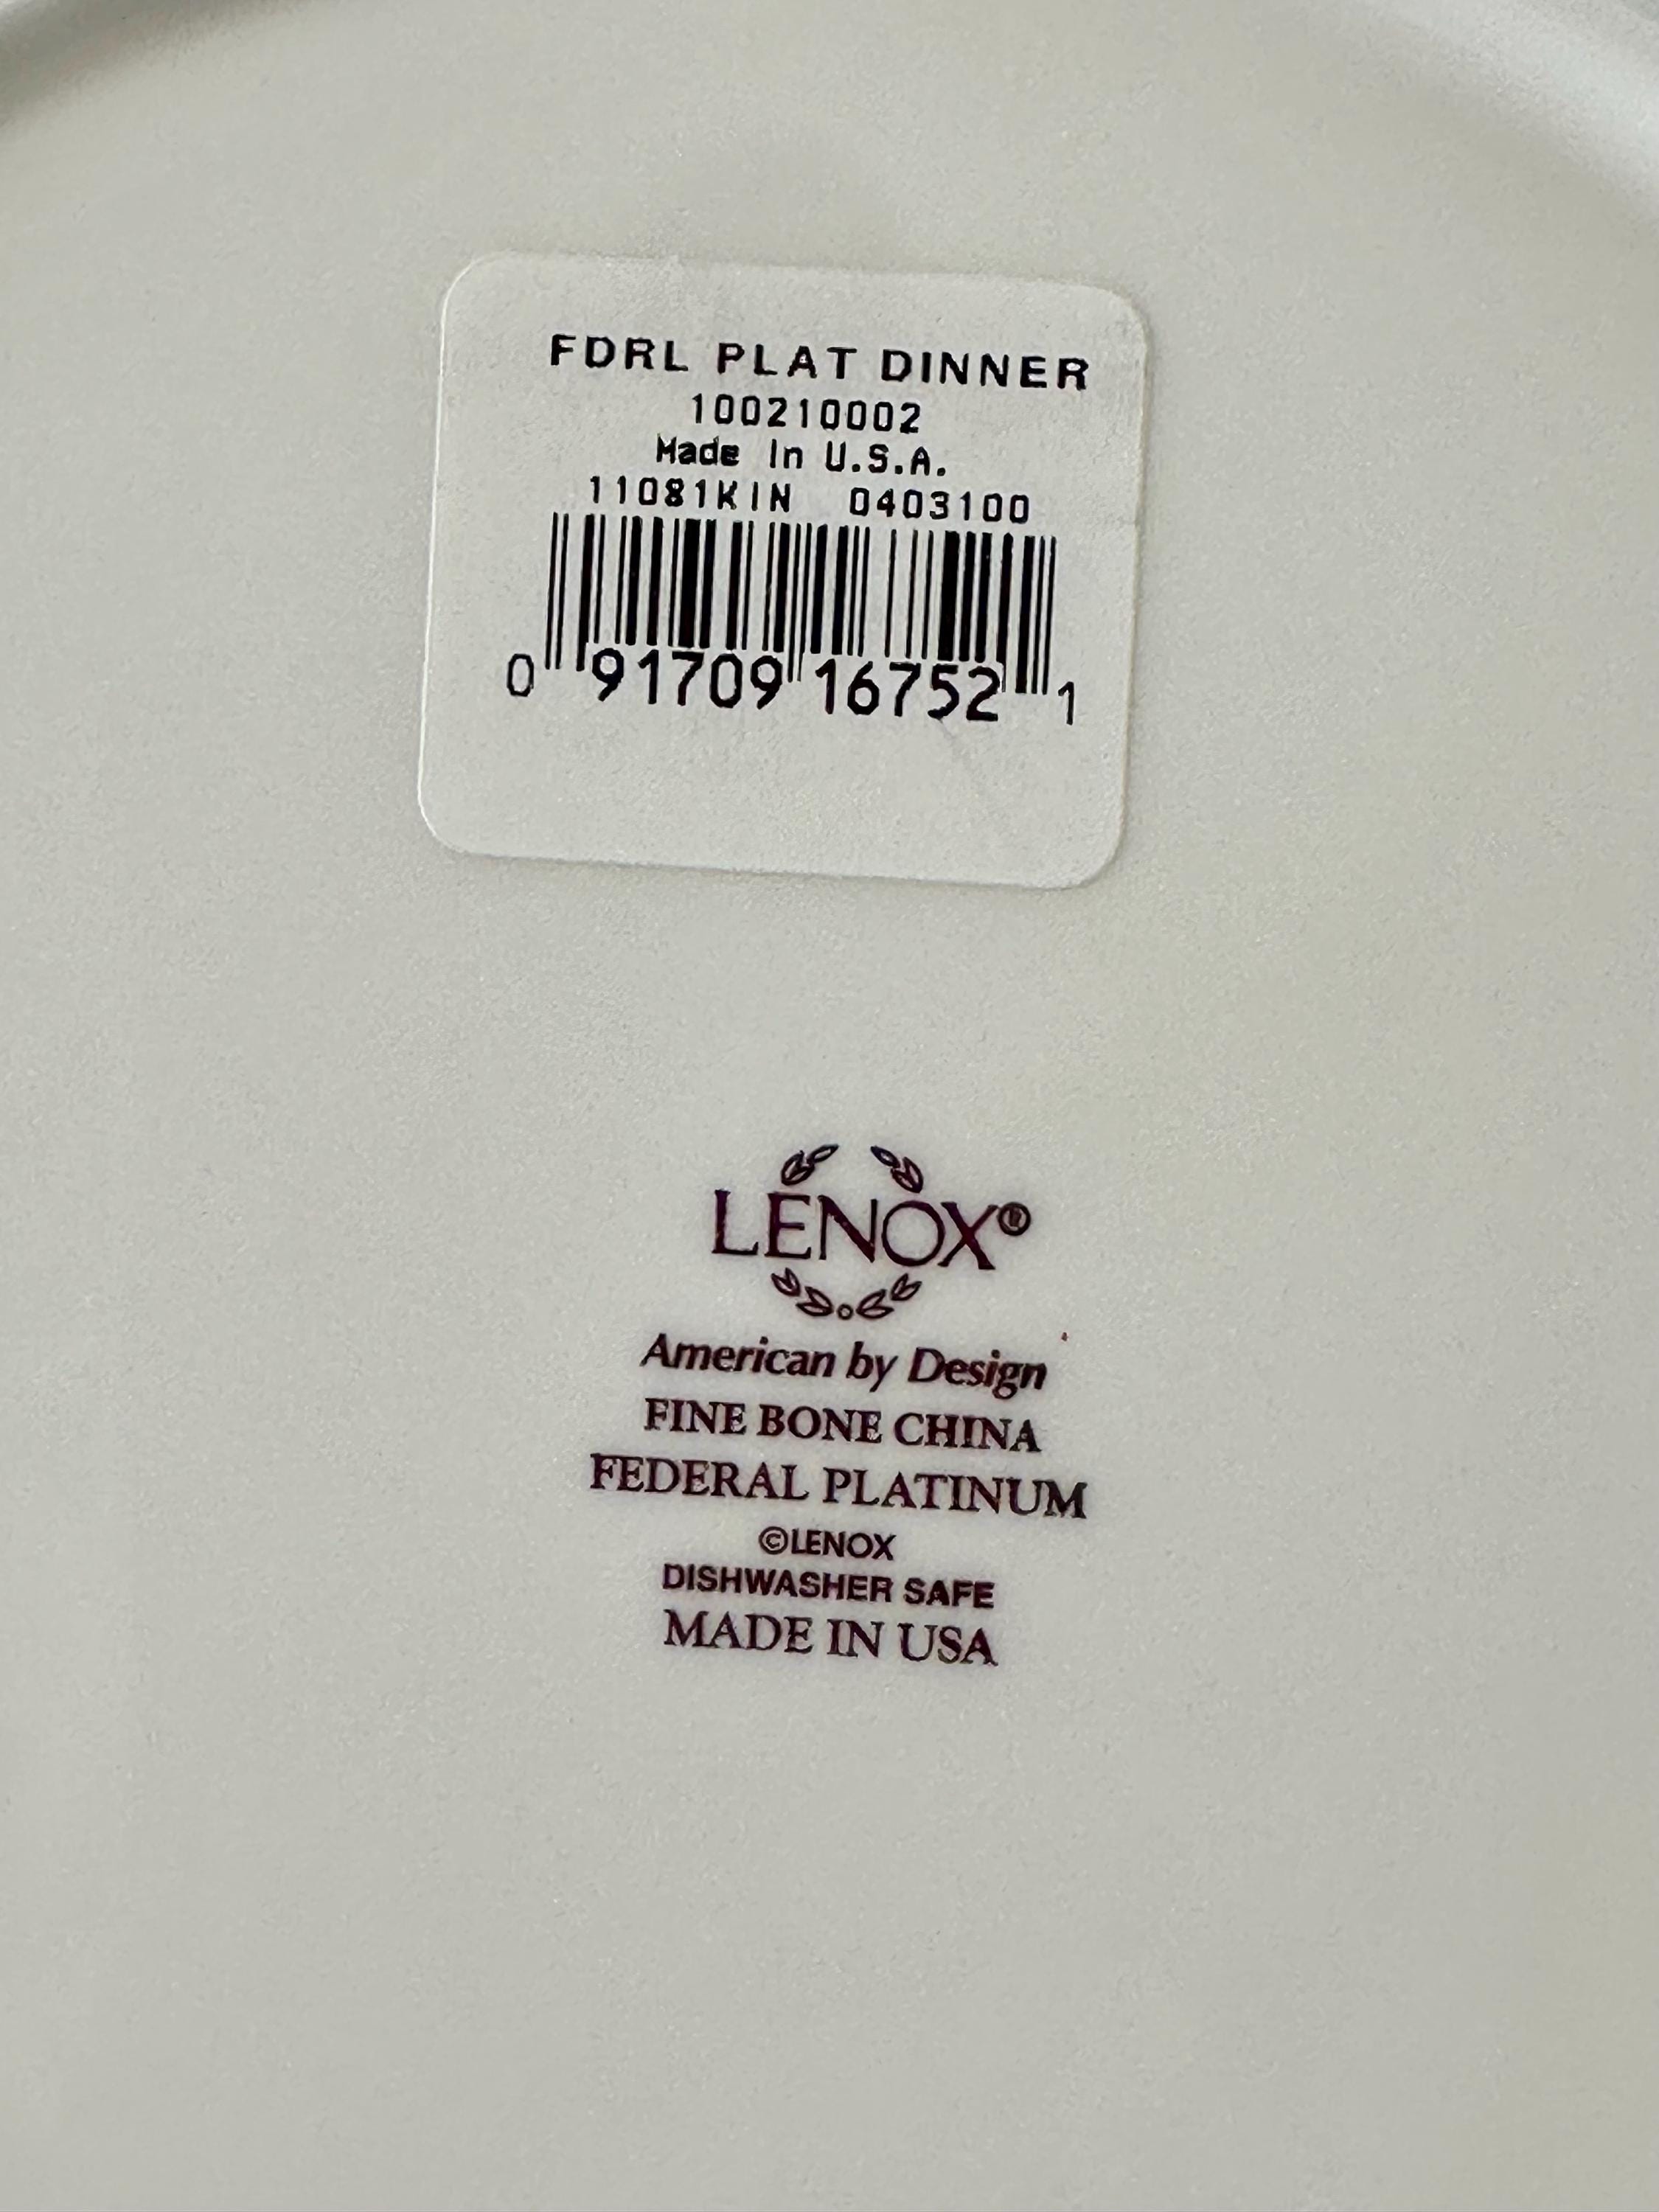 FDRL PLAT DINNER
100210002
Made In U.S.A.
11081KIN 0403100
0 91709 16752 1
LENOX®
American by Design
FINE BONE CHINA
FEDERAL PLATINUM
©LENOX
DISHWASHER SAFE
MADE IN USA